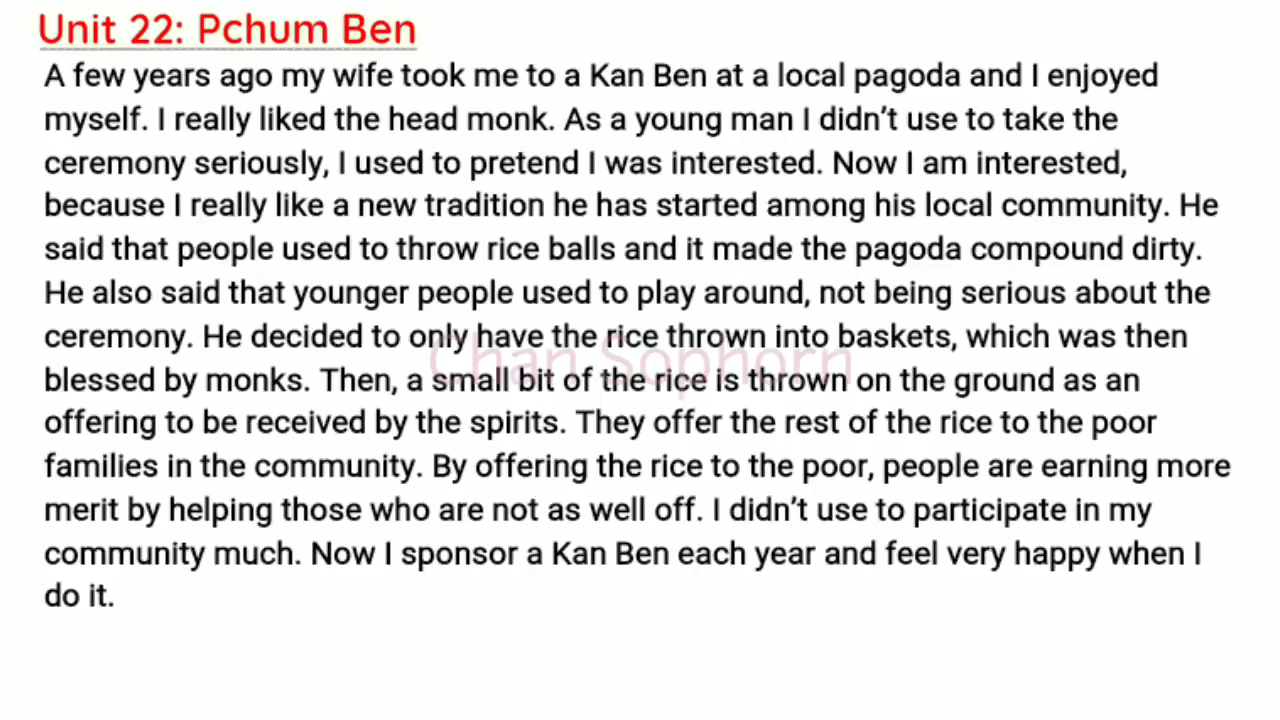 Unit 22: Pchum Ben
A few years ago my wife took me to a Kan Ben at a local pagoda and I enjoyed
myself. I really liked the head monk. As a young man I didn’t use to take the
ceremony seriously, I used to pretend I was interested. Now I am interested,
because I really like a new tradition he has started among his local community. He
said that people used to throw rice balls and it made the pagoda compound dirty.
He also said that younger people used to play around, not being serious about the
ceremony. He decided to only have the rice thrown into baskets, which was then
Chan Sophorn
blessed by monks. Then, a small bit of the rice is thrown on the ground as an
offering to be received by the spirits. They offer the rest of the rice to the poor
families in the community. By offering the rice to the poor, people are earning more
merit by helping those who are not as well off. I didn’t use to participate in my
community much. Now I sponsor a Kan Ben each year and feel very happy when I
do it.